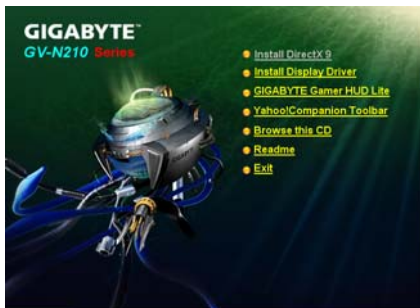 GIGABYTE™
GV-N210 Series
Install DirectX 9
Install Display Driver
GIGABYTE Gamer HUD Lite
Yahoo!Companion Toolbar
Browse this CD
Readme
Exit
GIGABYTE